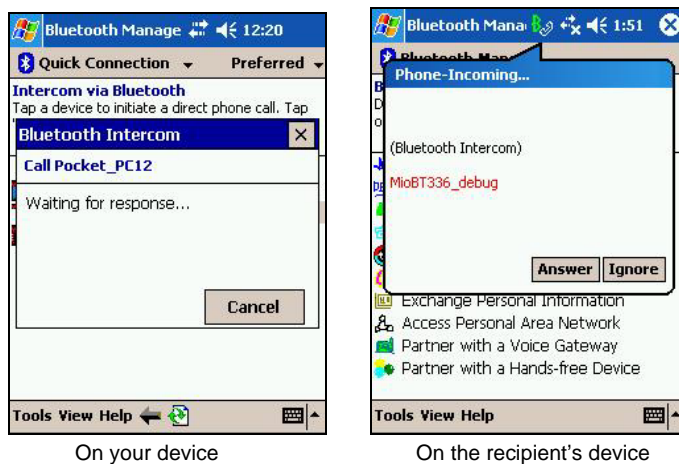 Bluetooth Manage 12:20
Quick Connection Preferred
Intercom via Bluetooth
Tap a device to initiate a direct phone call. Tap
Bluetooth Intercom
Call Pocket_PC12
Waiting for response...
Cancel
Tools View Help
On your device
Bluetooth Mana 1:51
Phone-Incoming...
(Bluetooth Intercom)
MioBT336_debug
Answer Ignore
Exchange Personal Information
Access Personal Area Network
Partner with a Voice Gateway
Partner with a Hands-free Device
Tools View Help
On the recipient's device